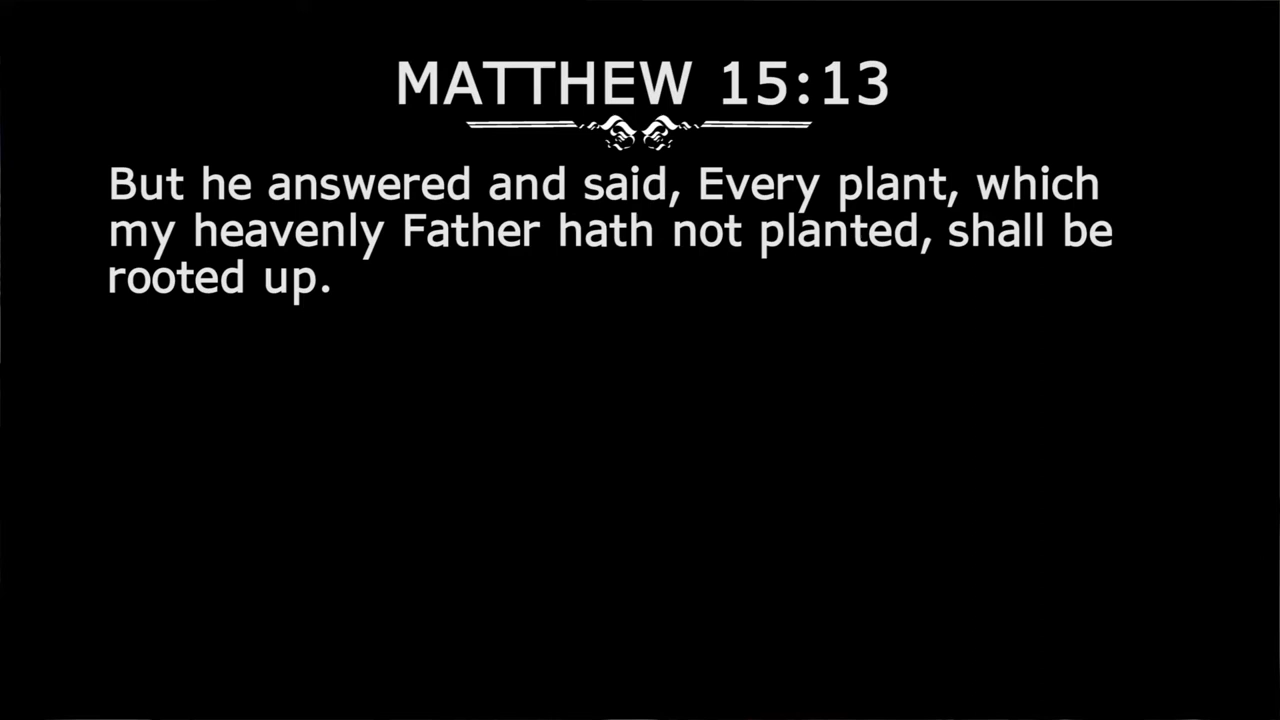 MATTHEW 15:13
But he answered and said, Every plant, which
my heavenly Father hath not planted, shall be
rooted up.